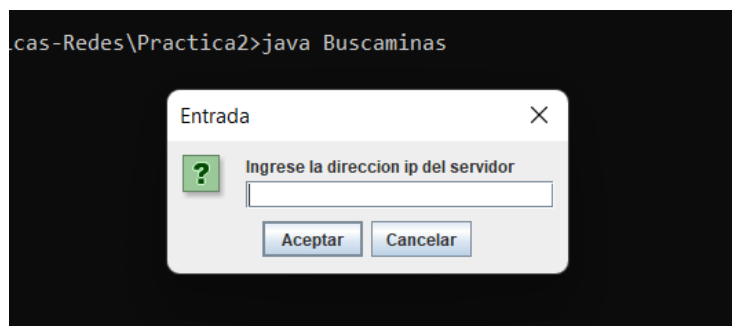 cas-Redes\Practica2>java Buscaminas
Entrada
?
Ingrese la direccion ip del servidor
Aceptar
Cancelar